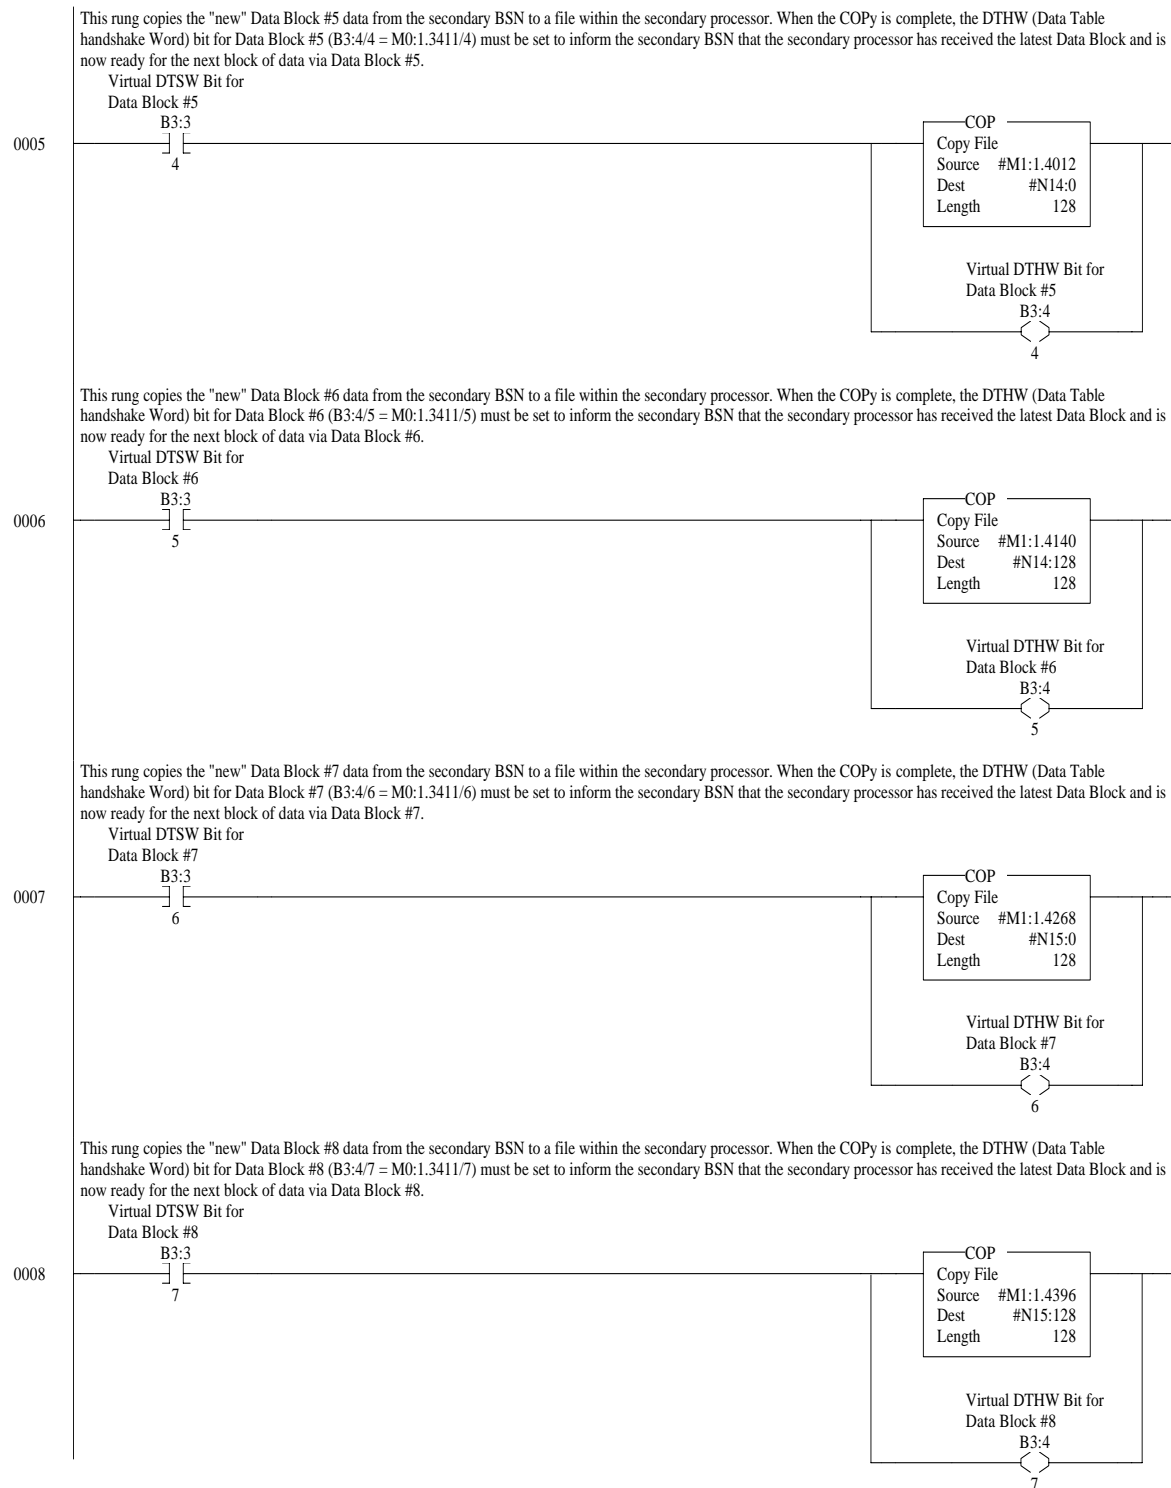 This rung copies the "new" Data Block #5 data from the secondary BSN to a file within the secondary processor. When the COPy is complete, the DTHW (Data Table
handshake Word) bit for Data Block #5 (B3:4/4 = M0:1.3411/4) must be set to inform the secondary BSN that the secondary processor has received the latest Data Block and is
now ready for the next block of data via Data Block #5.
Virtual DTSW Bit for
Data Block #5
B3:3
4
0005
COP
Copy File
Source #M1:1.4012
Dest #N14:0
Length 128
Virtual DTHW Bit for
Data Block #5
B3:4
4
This rung copies the "new" Data Block #6 data from the secondary BSN to a file within the secondary processor. When the COPy is complete, the DTHW (Data Table
handshake Word) bit for Data Block #6 (B3:4/5 = M0:1.3411/5) must be set to inform the secondary BSN that the secondary processor has received the latest Data Block and is
now ready for the next block of data via Data Block #6.
Virtual DTSW Bit for
Data Block #6
B3:3
5
0006
COP
Copy File
Source #M1:1.4140
Dest #N14:128
Length 128
Virtual DTHW Bit for
Data Block #6
B3:4
5
This rung copies the "new" Data Block #7 data from the secondary BSN to a file within the secondary processor. When the COPy is complete, the DTHW (Data Table
handshake Word) bit for Data Block #7 (B3:4/6 = M0:1.3411/6) must be set to inform the secondary BSN that the secondary processor has received the latest Data Block and is
now ready for the next block of data via Data Block #7.
Virtual DTSW Bit for
Data Block #7
B3:3
6
0007
COP
Copy File
Source #M1:1.4268
Dest #N15:0
Length 128
Virtual DTHW Bit for
Data Block #7
B3:4
6
This rung copies the "new" Data Block #8 data from the secondary BSN to a file within the secondary processor. When the COPy is complete, the DTHW (Data Table
handshake Word) bit for Data Block #8 (B3:4/7 = M0:1.3411/7) must be set to inform the secondary BSN that the secondary processor has received the latest Data Block and is
now ready for the next block of data via Data Block #8.
Virtual DTSW Bit for
Data Block #8
B3:3
7
0008
COP
Copy File
Source #M1:1.4396
Dest #N15:128
Length 128
Virtual DTHW Bit for
Data Block #8
B3:4
7